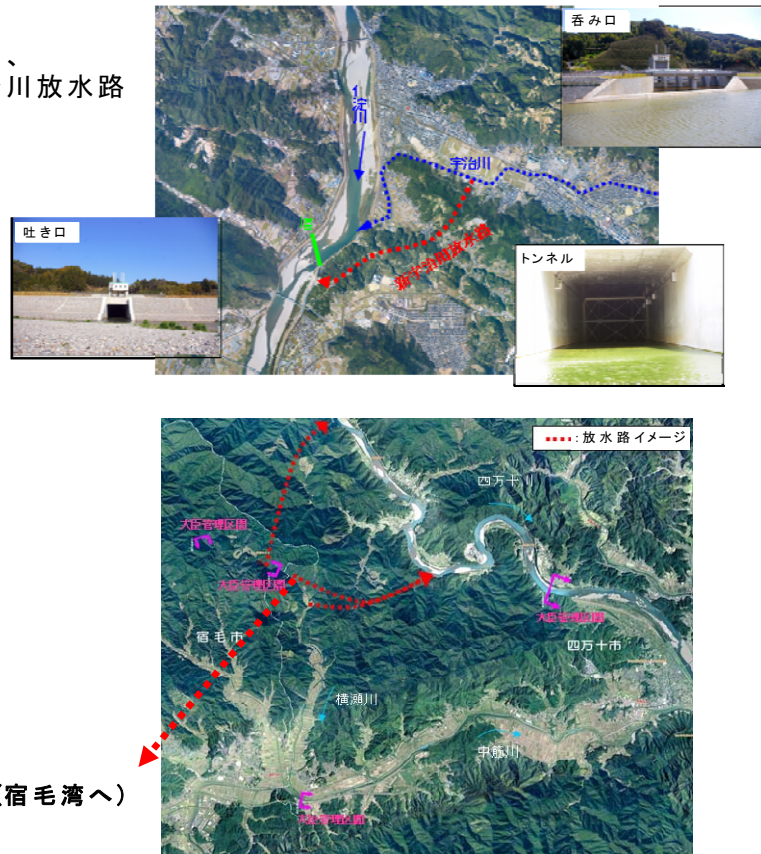 、
川放水路
呑み口
仁淀川
宇治川
新宇治川放水路
吐き口
トンネル
:放水路イメージ
四万十川
大臣管理区間
大臣管理区間
大臣管理区間
宿毛市
四万十市
横瀬川
中筋川
(宿毛湾へ)
大臣管理区間